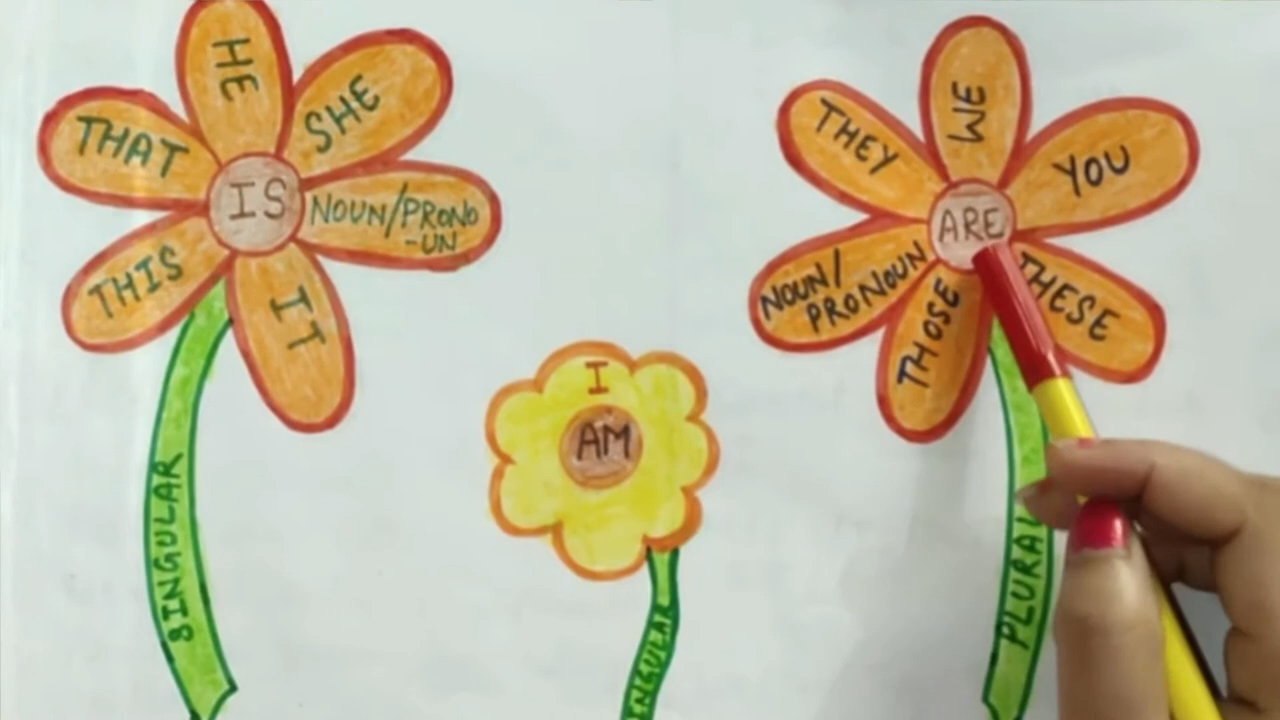 HE
SHE
THAT
IS
NOUN/PRONO
-UN
THIS
IT
SINGULAR
I
AM
WE
THEY
YOU
ARE
NOUN/
PRONOUN
THOSE
THESE